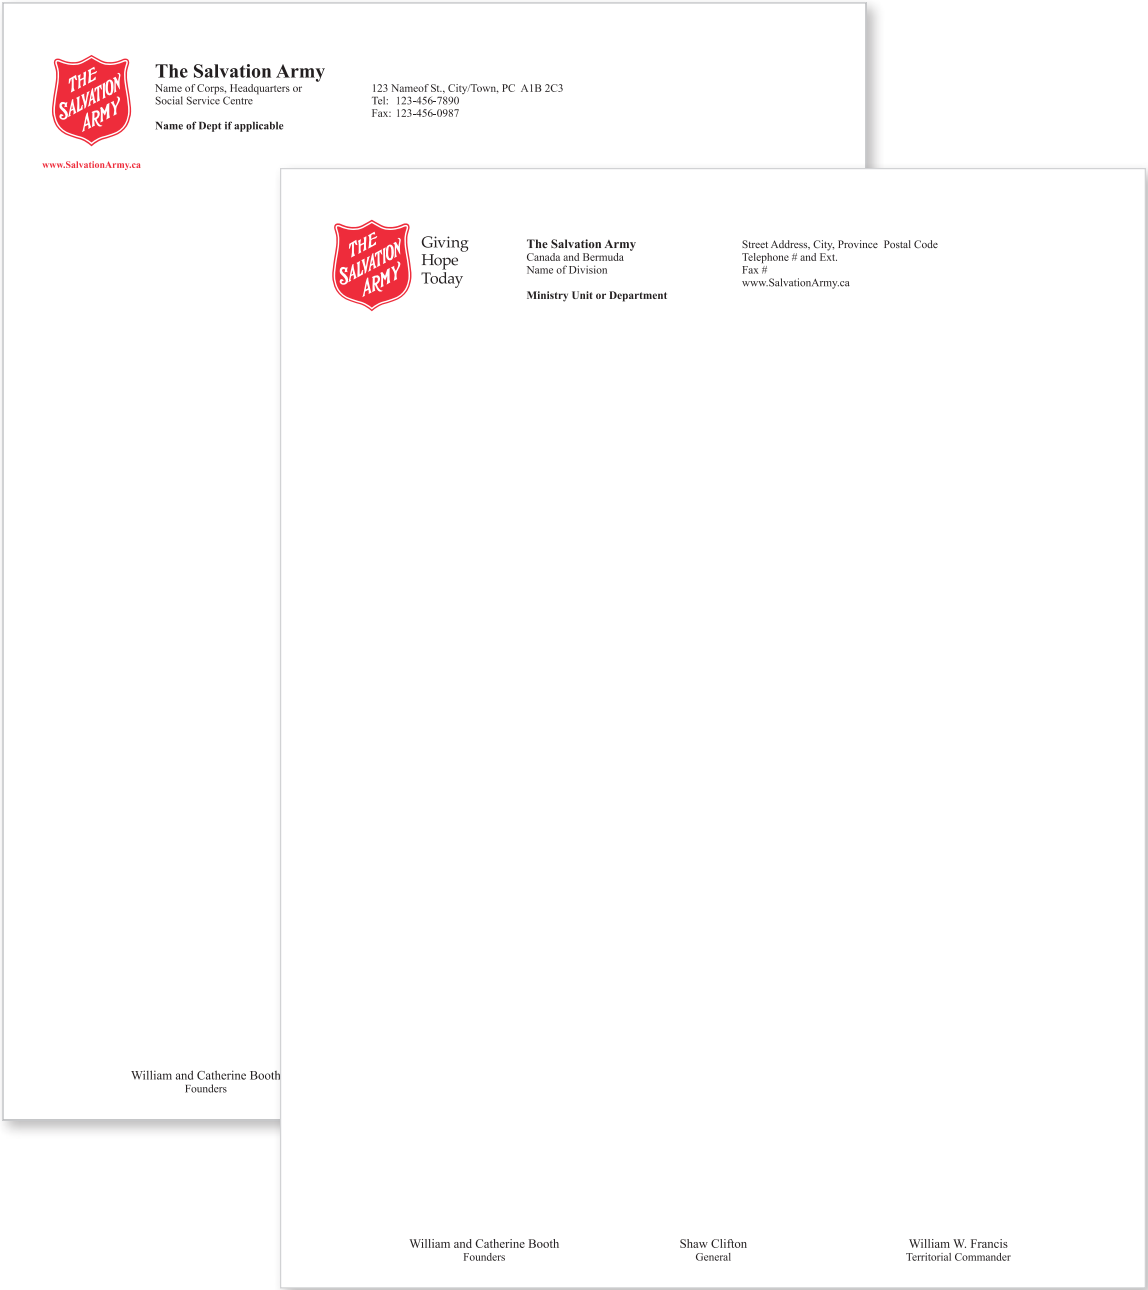 THE
SALVATION
ARMY
www.SalvationArmy.ca
The Salvation Army
Name of Corps, Headquarters or
Social Service Centre
Name of Dept if applicable
123 Nameof St., City/Town, PC  A1B 2C3
Tel:  123-456-7890
Fax: 123-456-0987
William and Catherine Booth
Founders
THE
SALVATION
ARMY
Giving
Hope
Today
The Salvation Army
Canada and Bermuda
Name of Division
Ministry Unit or Department
Street Address, City, Province  Postal Code
Telephone # and Ext.
Fax #
www.SalvationArmy.ca
William and Catherine Booth
Founders
Shaw Clifton
General
William W. Francis
Territorial Commander